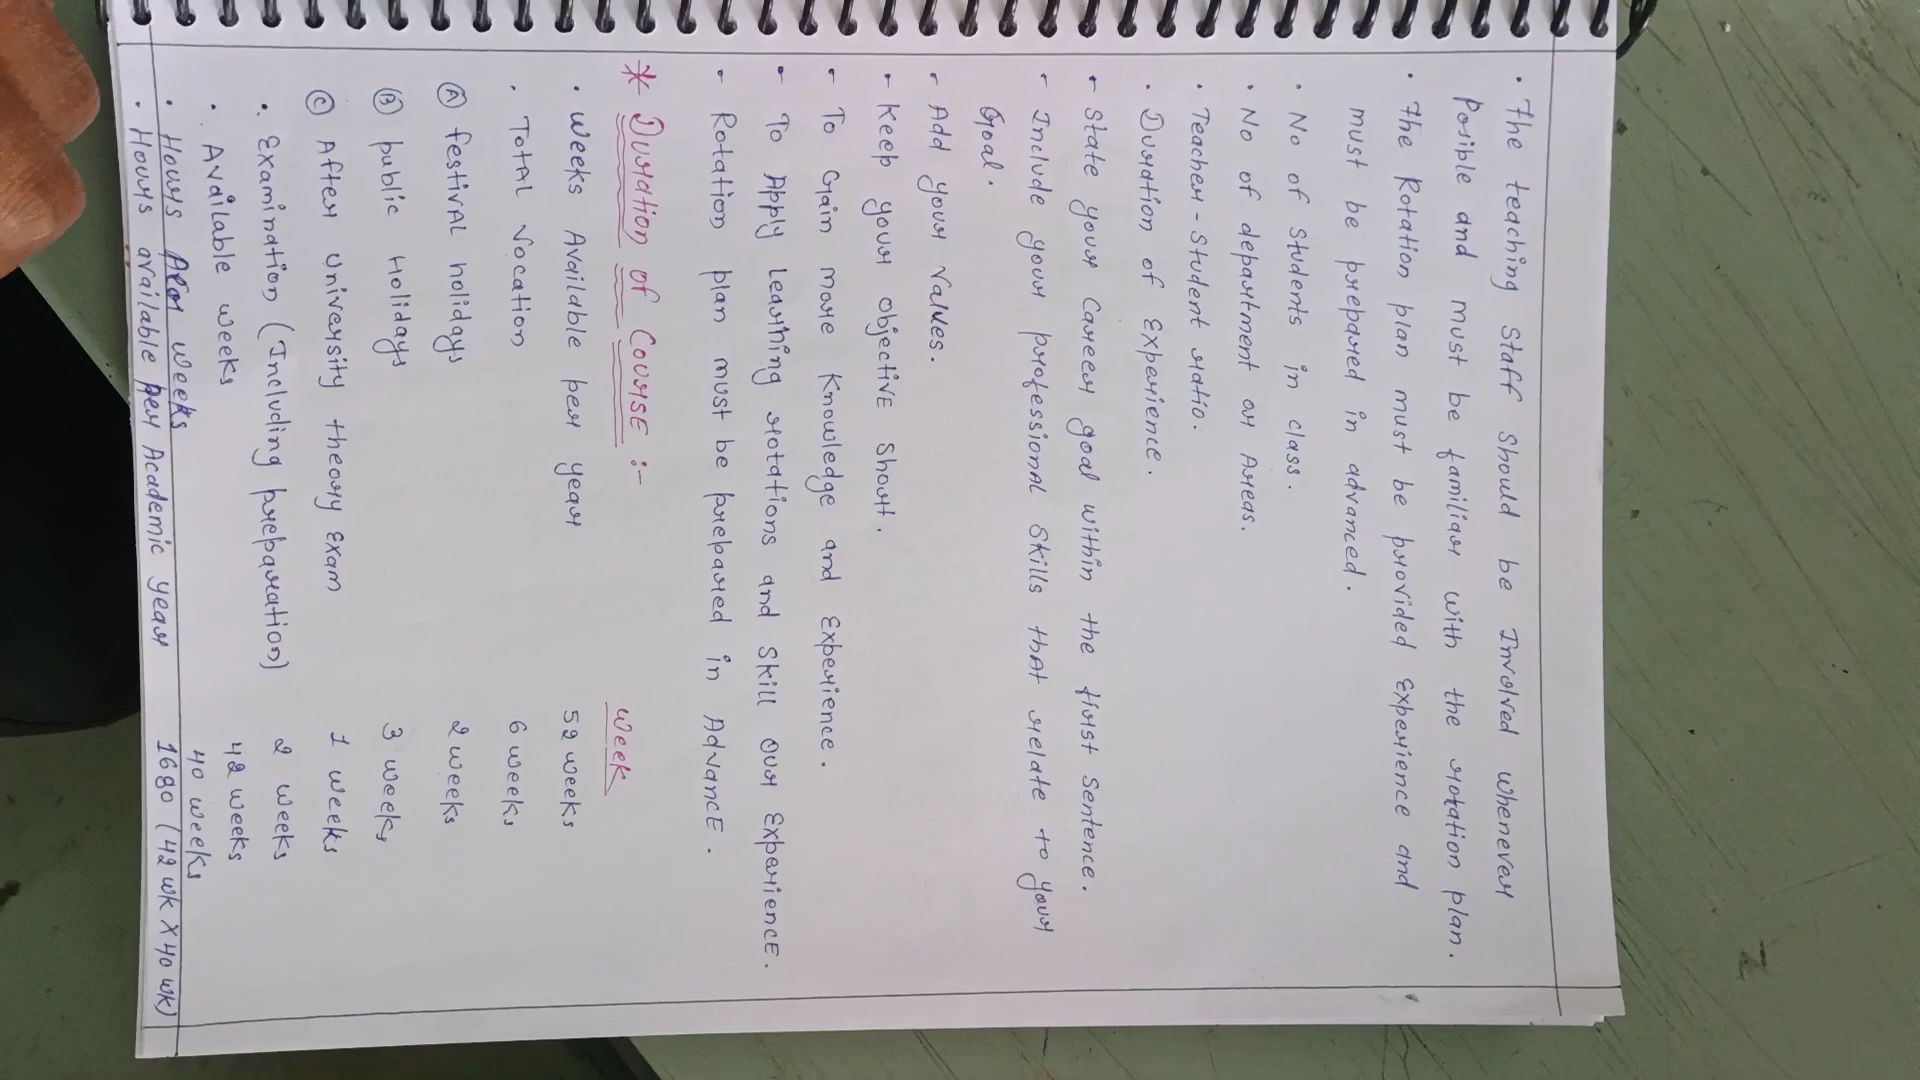 • The teaching Staff Should be Involved whenever
Posible and must be familiar with the rotation plan.
• The Rotation plan must be provided Experience and
must be prepared in advanced.
• No of Students in class.
• No of department or Areas.
• Teacher-Student ratio.
• Duration of Experience.
- State your Career goal within the first Sentence.
- Include your professional Skills that relate to your
Goal.
- Add your Values.
- Keep your objective Short.
- To Gain more Knowledge and Experience.
- To Apply Learning rotations and Skill our Experience.
- Rotation plan must be prepared in Advance.
* Duration of Course :-
Week
• Weeks Available per year 52 weeks
• Total Vocation 6 weeks
Ⓐ festival holidays 2 weeks
Ⓑ public Holidays 3 weeks
Ⓒ After university theory Exam 1 weeks
• Examination (Including preparation) 2 weeks
• Available weeks 42 weeks
• Hours Per weeks 40 weeks
• Hours available per Academic year 1680 (42 wk X 40 wk)